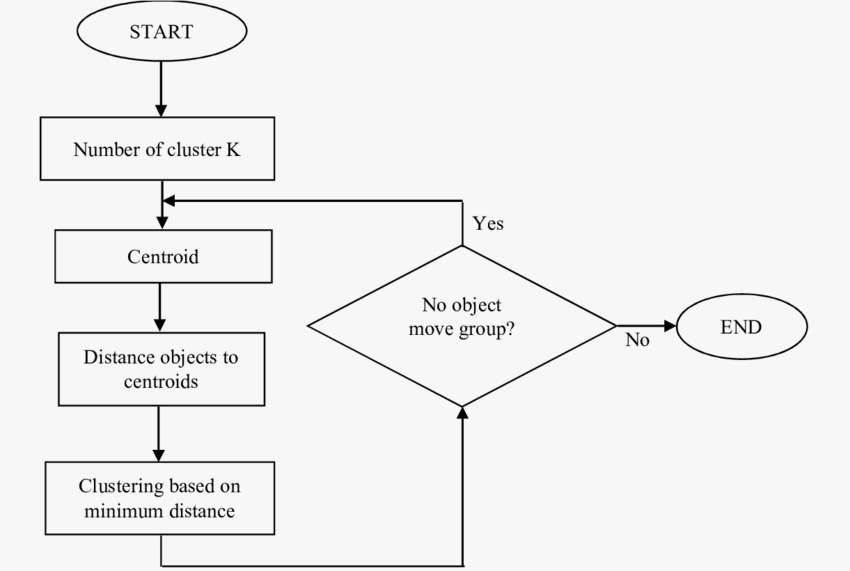 START
Number of cluster K
Centroid
Distance objects to
centroids
Clustering based on
minimum distance
Yes
No object
move group?
No
END